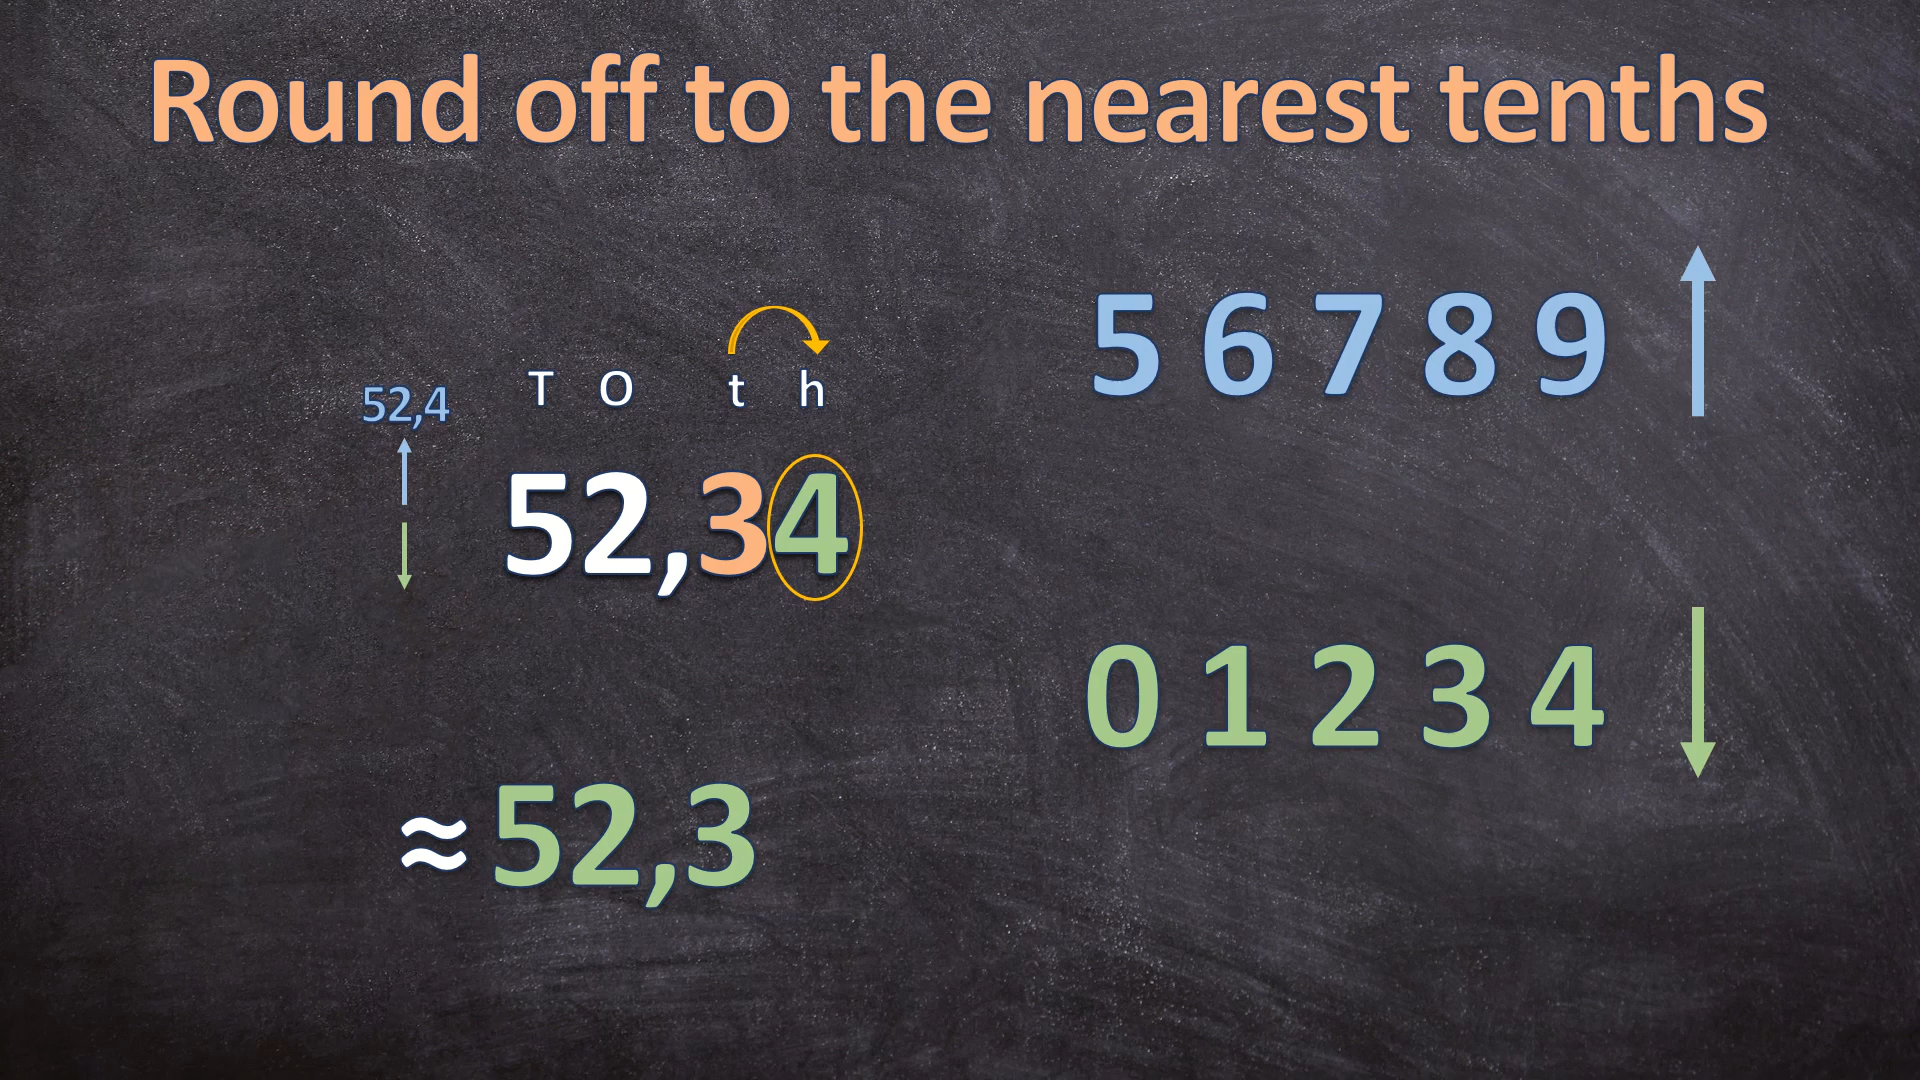 Round off to the nearest tenths
52,4
T O t h
52,34
≈ 52,3
5 6 7 8 9
0 1 2 3 4